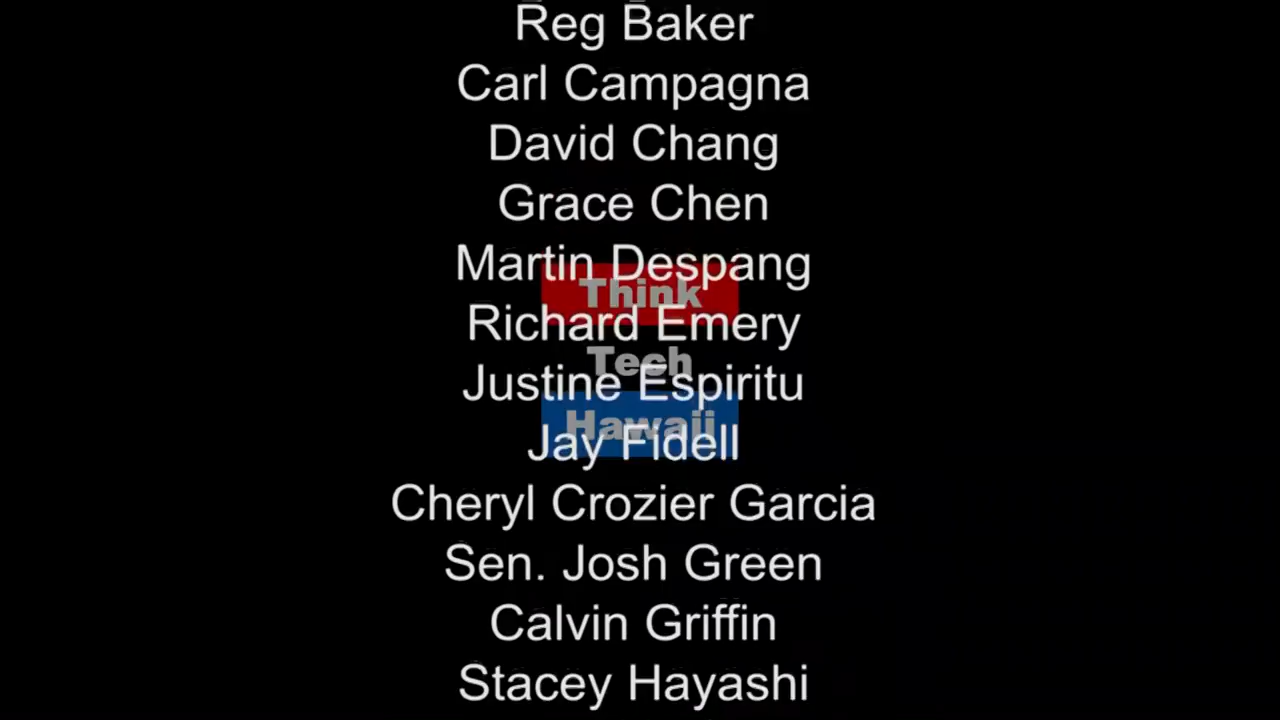 Reg Baker
Carl Campagna
David Chang
Grace Chen
Martin Despang
Think
Richard Emery
Tech
Justine Espiritu
Hawaii
Jay Fidell
Cheryl Crozier Garcia
Sen. Josh Green
Calvin Griffin
Stacey Hayashi